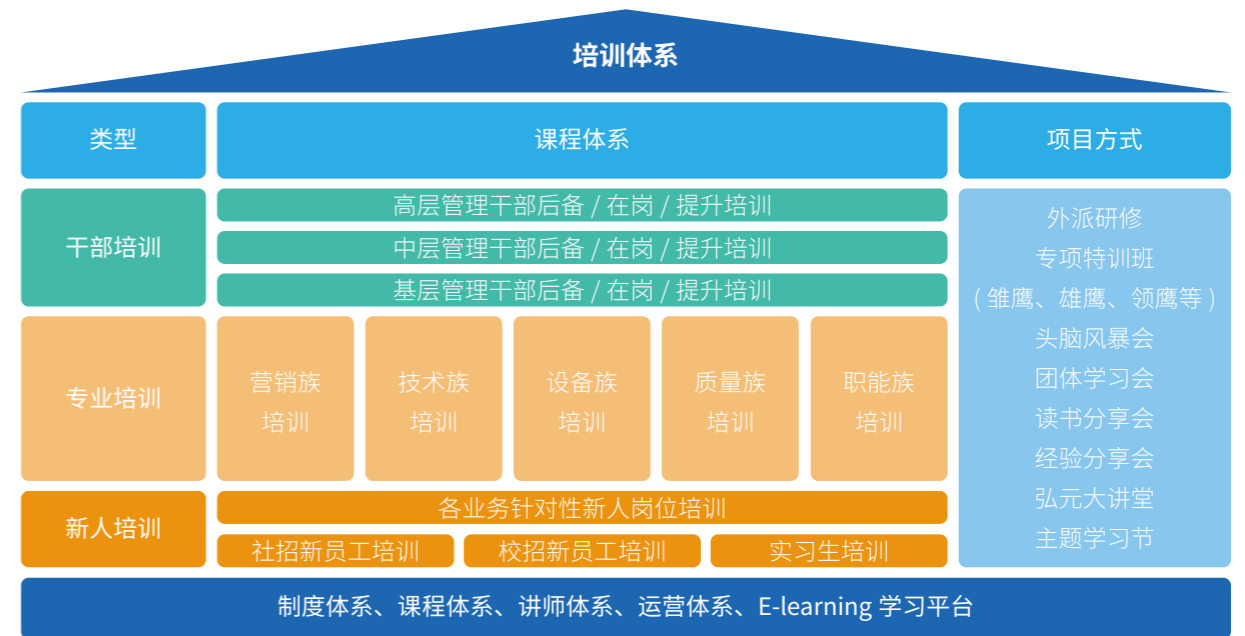 培训体系
类型
课程体系
项目方式
干部培训
高层管理干部后备 / 在岗 / 提升培训
中层管理干部后备 / 在岗 / 提升培训
基层管理干部后备 / 在岗 / 提升培训
专业培训
营销族
培训
技术族
培训
设备族
培训
质量族
培训
职能族
培训
新人培训
各业务针对性新人岗位培训
社招新员工培训
校招新员工培训
实习生培训
外派研修
专项特训班
( 雏鹰、雄鹰、领鹰等 )
头脑风暴会
团体学习会
读书分享会
经验分享会
弘元大讲堂
主题学习节
制度体系、课程体系、讲师体系、运营体系、E-learning 学习平台